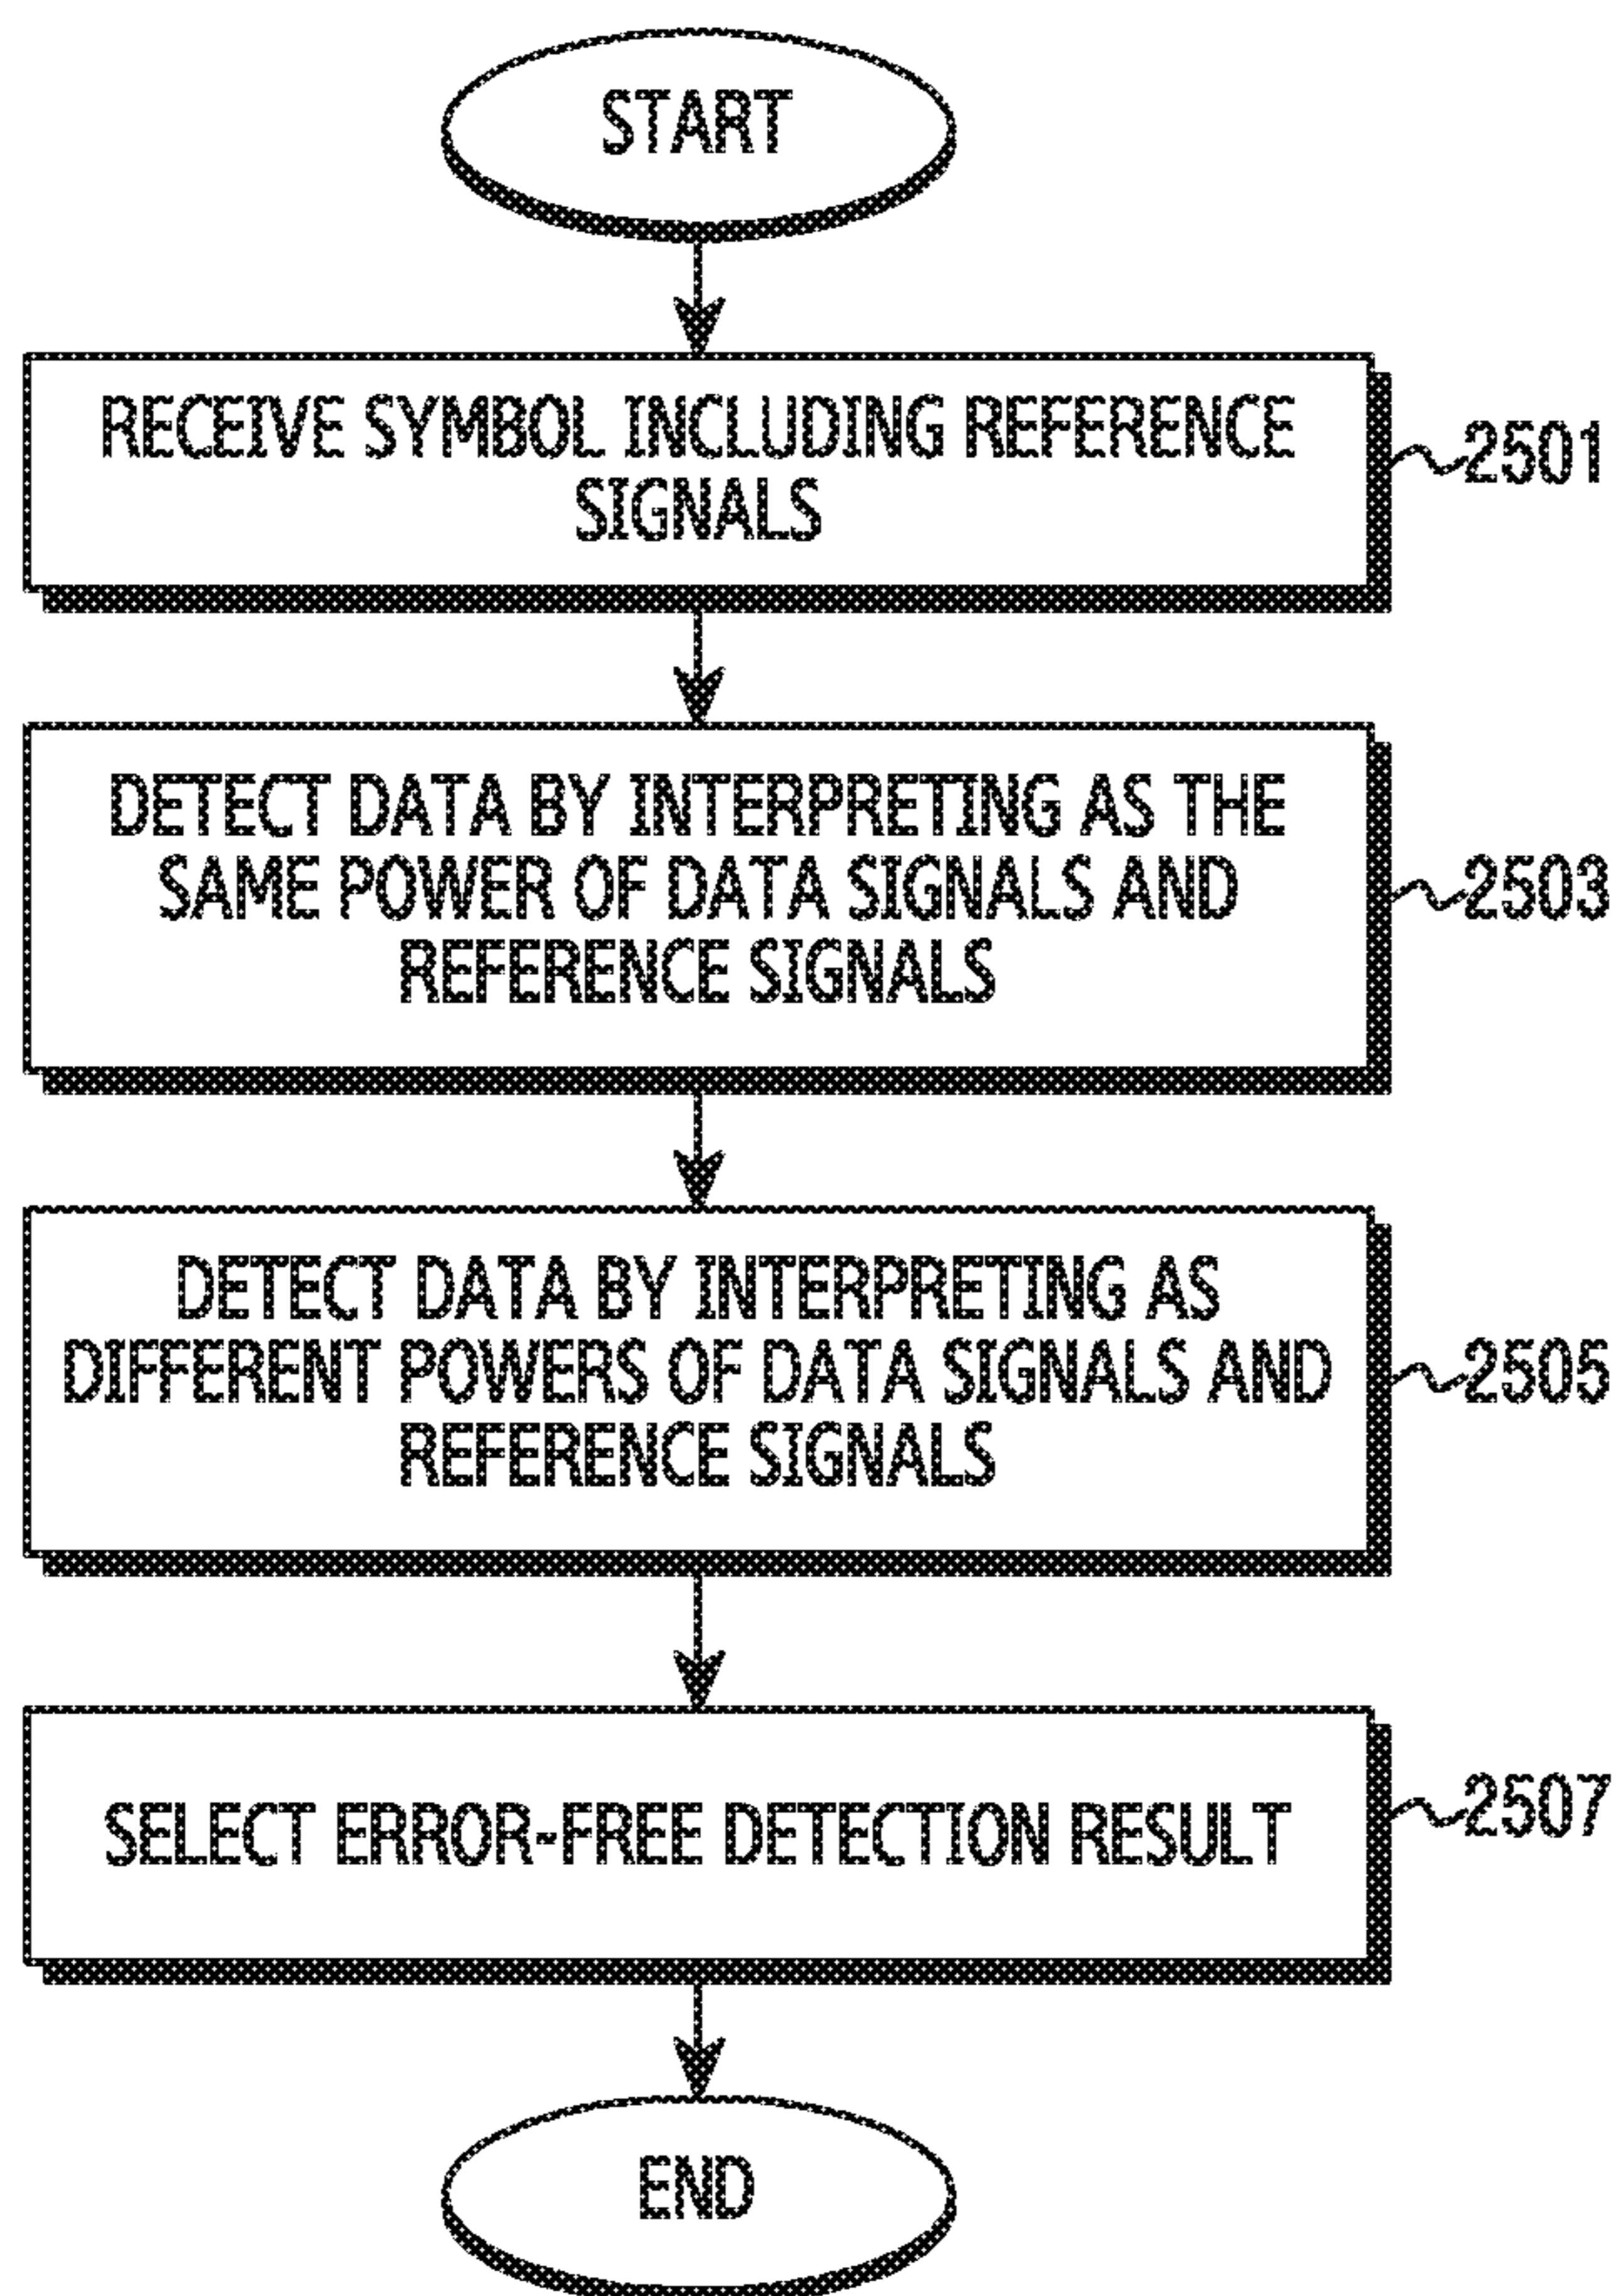 START
RECEIVE SYMBOL INCLUDING REFERENCE
SIGNALS
2501
DETECT DATA BY INTERPRETING AS THE
SAME POWER OF DATA SIGNALS AND
REFERENCE SIGNALS
2503
DETECT DATA BY INTERPRETING AS
DIFFERENT POWERS OF DATA SIGNALS AND
REFERENCE SIGNALS
2505
SELECT ERROR-FREE DETECTION RESULT
2507
END